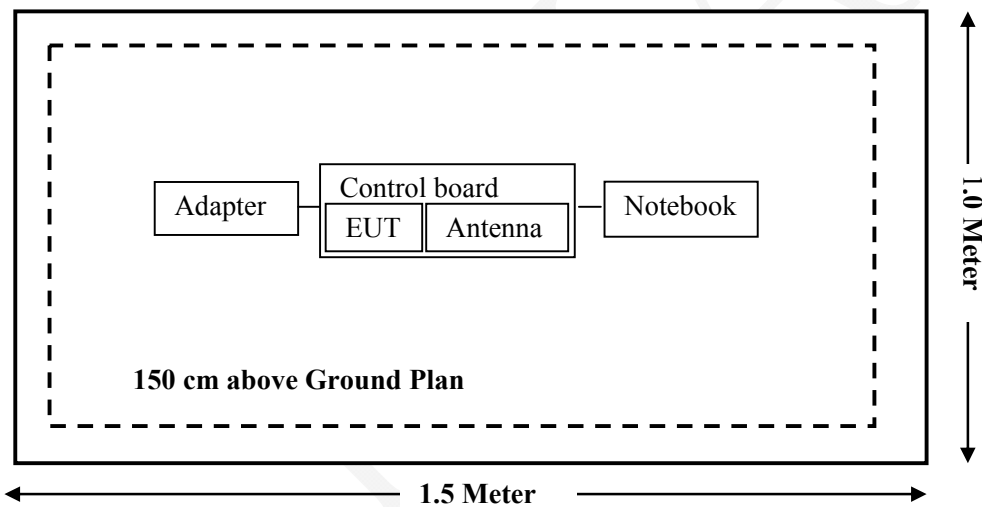 Control board
Adapter
EUT
Antenna
Notebook
1.0 Meter
150 cm above Ground Plan
1.5 Meter